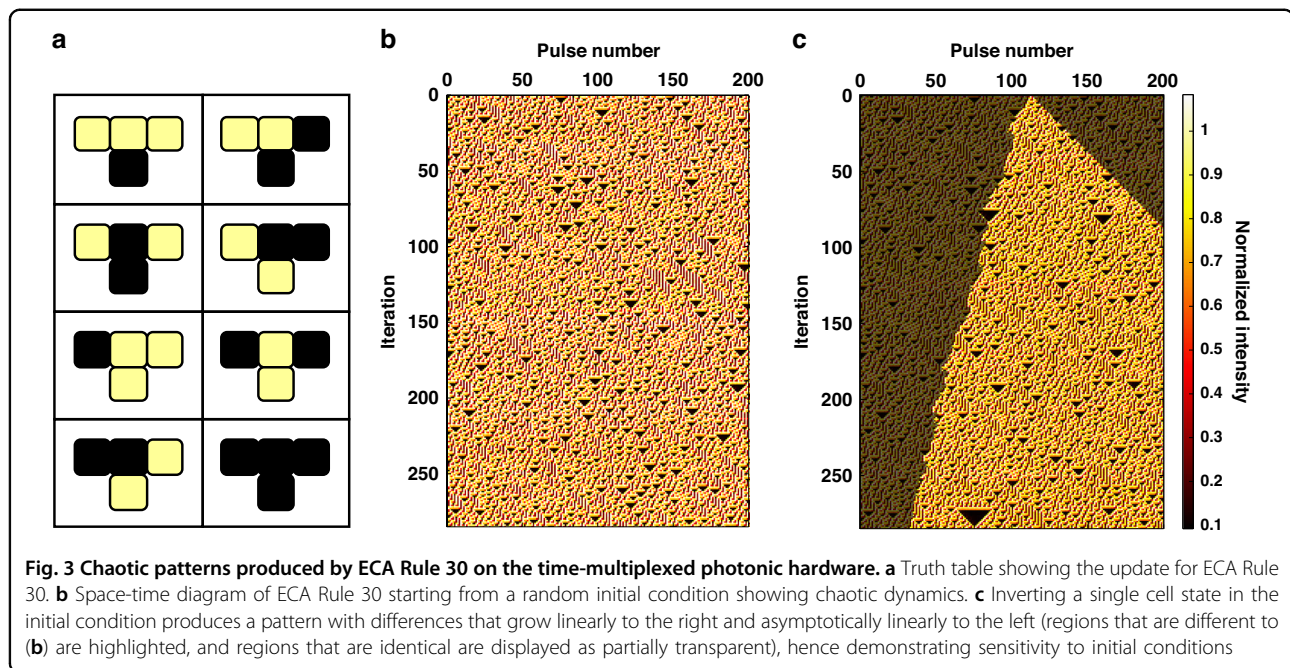 a
b
Pulse number
0 50 100 150 200
0
50
100
150
200
250
Iteration
c
Pulse number
0 50 100 150 200
0
50
100
150
200
250
Iteration
1
0.9
0.8
0.7
0.6
0.5
0.4
0.3
0.2
0.1
Normalized intensity
Fig. 3 Chaotic patterns produced by ECA Rule 30 on the time-multiplexed photonic hardware. a Truth table showing the update for ECA Rule
30. b Space-time diagram of ECA Rule 30 starting from a random initial condition showing chaotic dynamics. c Inverting a single cell state in the
initial condition produces a pattern with differences that grow linearly to the right and asymptotically linearly to the left (regions that are different to
(b) are highlighted, and regions that are identical are displayed as partially transparent), hence demonstrating sensitivity to initial conditions